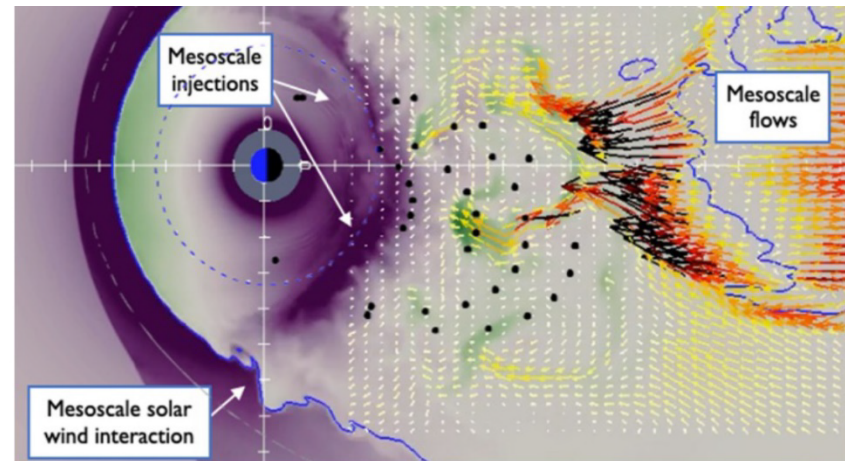 Mesoscale
injections
Mesoscale
flows
Mesoscale solar
wind interaction